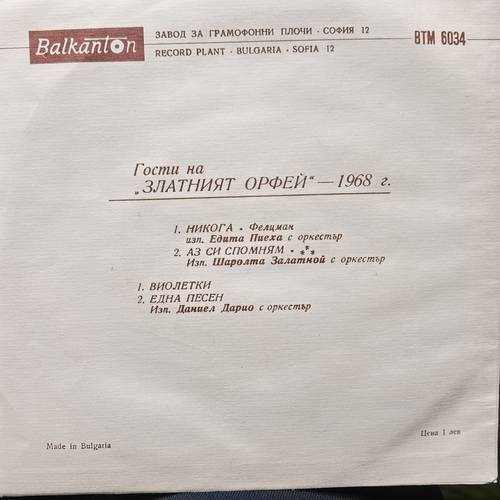 Balkanton
ЗАВОД ЗА ГРАМОФОННИ ПЛОЧИ · СОФИЯ 12
RECORD PLANT · BULGARIA · SOFIA 12
ВТМ 6034
Гости на
„ЗЛАТНИЯТ ОРФЕЙ“ — 1968 г.
1. НИКОГА · Фелцман
изп. Едита Пиеха с оркестър
2. АЗ СИ СПОМНЯМ · ***
Изп. Шаролта Залатной с оркестър
1. ВИОЛЕТКИ
2. ЕДНА ПЕСЕН
Изп. Даниел Дарио с оркестър
Made in Bulgaria
Цена 1 лев